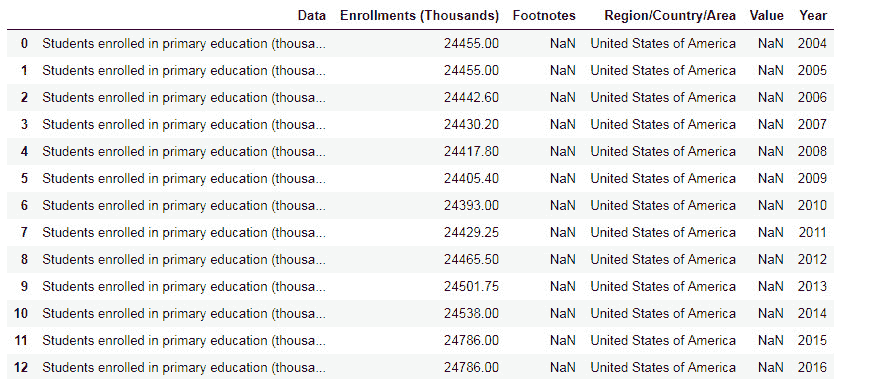 Data Enrollments (Thousands) Footnotes Region/Country/Area Value Year
0 Students enrolled in primary education (thousa... 24455.00 NaN United States of America NaN 2004
1 Students enrolled in primary education (thousa... 24455.00 NaN United States of America NaN 2005
2 Students enrolled in primary education (thousa... 24442.60 NaN United States of America NaN 2006
3 Students enrolled in primary education (thousa... 24430.20 NaN United States of America NaN 2007
4 Students enrolled in primary education (thousa... 24417.80 NaN United States of America NaN 2008
5 Students enrolled in primary education (thousa... 24405.40 NaN United States of America NaN 2009
6 Students enrolled in primary education (thousa... 24393.00 NaN United States of America NaN 2010
7 Students enrolled in primary education (thousa... 24429.25 NaN United States of America NaN 2011
8 Students enrolled in primary education (thousa... 24465.50 NaN United States of America NaN 2012
9 Students enrolled in primary education (thousa... 24501.75 NaN United States of America NaN 2013
10 Students enrolled in primary education (thousa... 24538.00 NaN United States of America NaN 2014
11 Students enrolled in primary education (thousa... 24786.00 NaN United States of America NaN 2015
12 Students enrolled in primary education (thousa... 24786.00 NaN United States of America NaN 2016